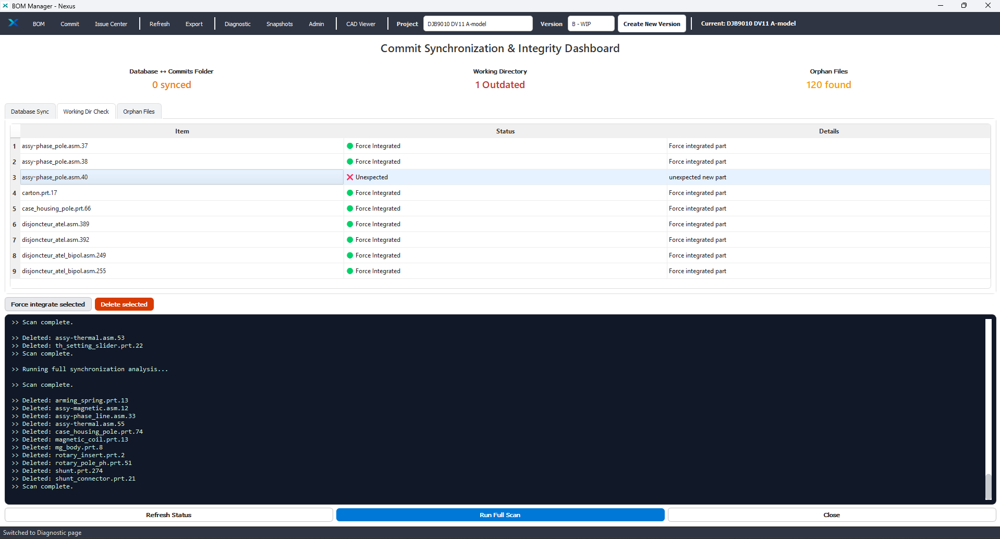 BOM Manager - Nexus
BOM Commit Issue Center Refresh Export Diagnostic Snapshots Admin CAD Viewer Project DJB9010 DV11 A-model Version B - WIP Create New Version Current: DJB9010 DV11 A-model
Commit Synchronization & Integrity Dashboard
Database ↔ Commits Folder Working Directory Orphan Files
0 synced 1 Outdated 120 found
Database Sync Working Dir Check Orphan Files
Item Status Details
1 assy-phase_pole.asm.37 Force Integrated Force integrated part
2 assy-phase_pole.asm.38 Force Integrated Force integrated part
3 assy-phase_pole.asm.40 Unexpected unexpected new part
4 carton.prt.17 Force Integrated Force integrated part
5 case_housing_pole.prt.66 Force Integrated Force integrated part
6 disjoncteur_atel.asm.389 Force Integrated Force integrated part
7 disjoncteur_atel.asm.392 Force Integrated Force integrated part
8 disjoncteur_atel_bipol.asm.249 Force Integrated Force integrated part
9 disjoncteur_atel_bipol.asm.255 Force Integrated Force integrated part
Force integrate selected Delete selected
>> Scan complete.
>> Deleted: assy-thermal.asm.53
>> Deleted: th_setting_slider.prt.22
>> Scan complete.
>> Running full synchronization analysis...
>> Scan complete.
>> Deleted: arming_spring.prt.13
>> Deleted: assy-magnetic.asm.12
>> Deleted: assy-phase_line.asm.33
>> Deleted: assy-thermal.asm.55
>> Deleted: case_housing_pole.prt.74
>> Deleted: magnetic_coil.prt.13
>> Deleted: mg_body.prt.8
>> Deleted: rotary_insert.prt.2
>> Deleted: rotary_pole_ph.prt.51
>> Deleted: shunt.prt.274
>> Deleted: shunt_connector.prt.21
>> Scan complete.
Refresh Status Run Full Scan Close
Switched to Diagnostic page